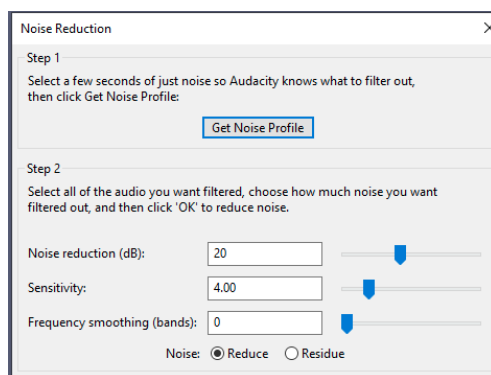 Noise Reduction
Step 1
Select a few seconds of just noise so Audacity knows what to filter out,
then click Get Noise Profile:
Get Noise Profile
Step 2
Select all of the audio you want filtered, choose how much noise you want
filtered out, and then click 'OK' to reduce noise.
Noise reduction (dB): 20
Sensitivity: 4.00
Frequency smoothing (bands): 0
Noise: Reduce Residue